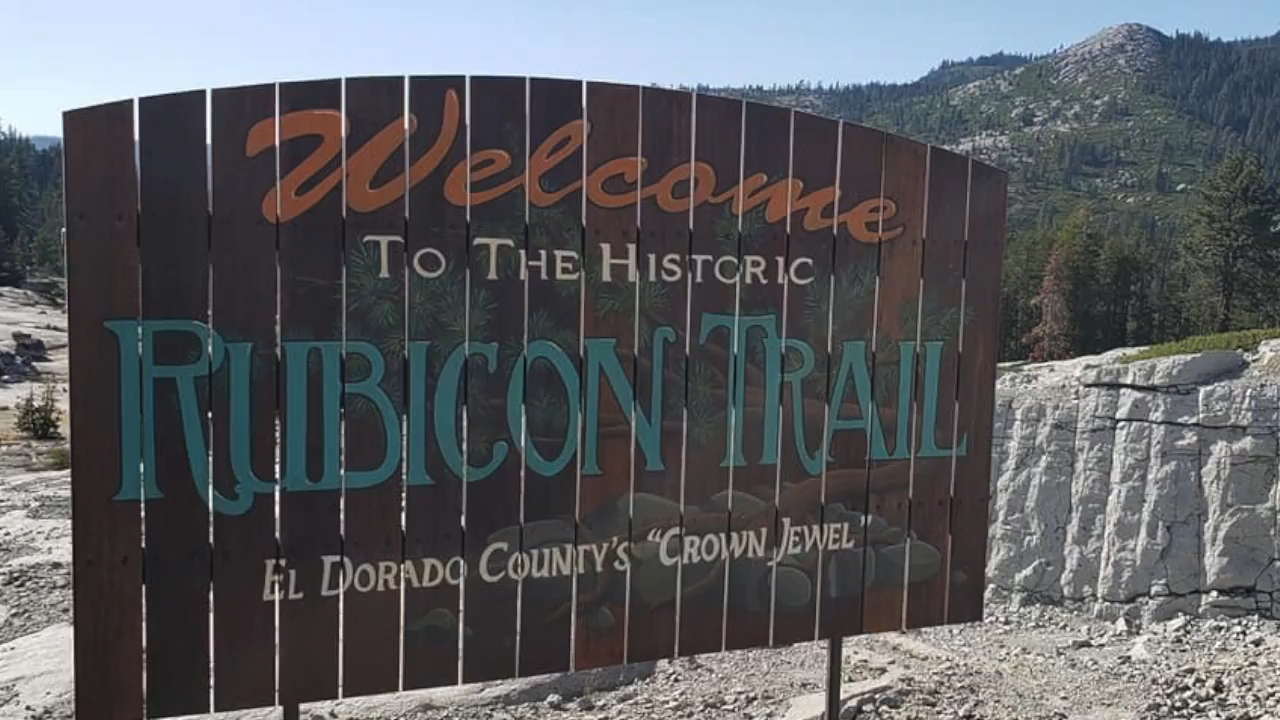 Welcome
To The Historic
Rubicon Trail
El Dorado County's "Crown Jewel